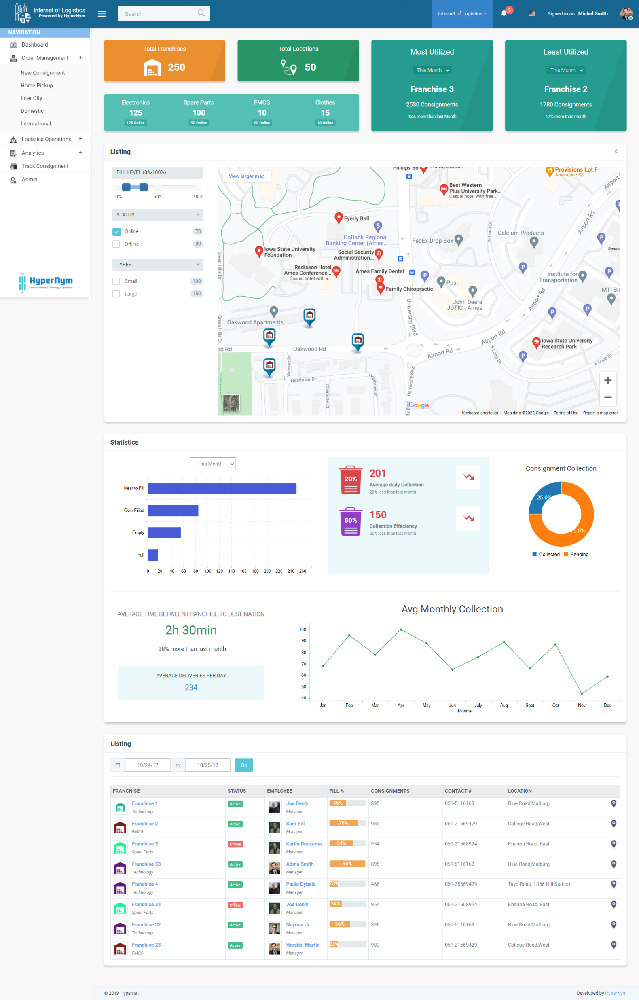 Internet of Logistics
Powered by HyperNym
Search
Internet of Logistics
5
Signed in as : Michel Smith
NAVIGATION
Dashboard
Order Management +
New Consignment
Home Pickup
Inter City
Domestic
International
Logistics Operations +
Analytics +
Track Consignment
Admin
HyperNym
Human-Centered | Technology | Operations
Total Franchises
250
Total Locations
50
Electronics
125
120 Online
Spare Parts
100
90 Online
FMCG
10
08 Online
Clothes
15
13 Online
Most Utilized
This Month
Franchise 3
2530 Consignments
13% more than last Month
Least Utilized
This Month
Franchise 2
1780 Consignments
17% more than month
Listing
FILL LEVEL (0%-100%)
0% 50% 100%
STATUS +
Online 78
Offline 80
TYPES +
Small 100
Large 150
View larger map
Phillips 66
Filling Station
Provisions Lot F
American • $$
Best Western
Plus University Park...
Casual hotel with free...
Airport Rd
Eyerly Ball
CoBank Regional
Banking Center (Ames...
FedEx Drop Box
N Loop Dr
Calcium Products
Airport Rd
Iowa State University
Foundation
Social Security
Administration...
Green Hills Dr
Radisson Hotel
Ames Conference...
Casual hotel with a...
Ames Family Dental
Family Chiropractic
Ppsi
Institute for
Transportation
John Deere
JDTIC - Ames
Airport Rd
University Blvd
Oakwood Apartments
Green Hills Dr
Oakwood Rd
Airport Rd
Airport Rd
S Loop Dr
Iowa State University
Research Park
S Loop Dr
Wessex Dr
Heathrow Dr
Heathrow Dr
Charlotte Ct
University Blvd
Google
Keyboard shortcuts Map data ©2022 Google Terms of Use Report a map error
Statistics
This Month
Near to Fill
Over Filled
Empty
Full
0 20 40 60 80 100 120 140 160 180 200 220 240 260
20%
201
Average daily Collection
20% less than last month
50%
150
Collection Effeciency
50% less than last month
Consignment Collection
25.0%
75.0%
Collected Pending
AVERAGE TIME BETWEEN FRANCHISE TO DESTINATION
2h 30min
38% more than last month
AVERAGE DELIVERIES PER DAY
234
Avg Monthly Collection
100
90
80
70
60
50
40
Jan Feb Mar Apr May Jun July Aug Sept Oct Nov Dec
Months
Listing
10/24/17 to 10/25/17 Go
FRANCHISE STATUS EMPLOYEE FILL % CONSIGNMENTS CONTACT # LOCATION
Franchise 1 Active Joe Denly 45% 895 051-5116168 Blue Road,Malburg
Technology Manager
Franchise 2 Active Sam Bill 76% 989 051-21569429 College Road,West
FMCG Manager
Franchise 3 Offline Karim Benzema 64% 954 051-21568924 Khanna Road, East
Spare Parts Manager
Franchise 53 Active Adma Smith 96% 895 051-5116168 Blue Road,Malburg
Technology Manager
Franchise 4 Active Paulo Dybala 23% 466 051-25669429 Tayo Road, 1856 Hill Station
Technology Manager
Franchise 34 Offline Joe Denly 34% 954 051-21568924 Khanna Road, East
Spare Parts Manager
Franchise 32 Active Neymar Jr. 56% 895 051-5116168 Blue Road,Malburg
Technology Manager
Franchise 23 Active Harshal Martin 23% 989 051-21569429 College Road,West
FMCG Manager
© 2019 Hypernet
Developed by HyperNym